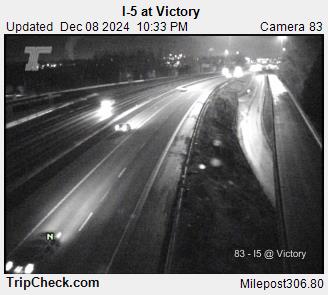 I-5 at Victory
Updated Dec 08 2024 10:33 PM Camera 83
T
N
83 - I5 @ Victory
TripCheck.com Milepost306.80